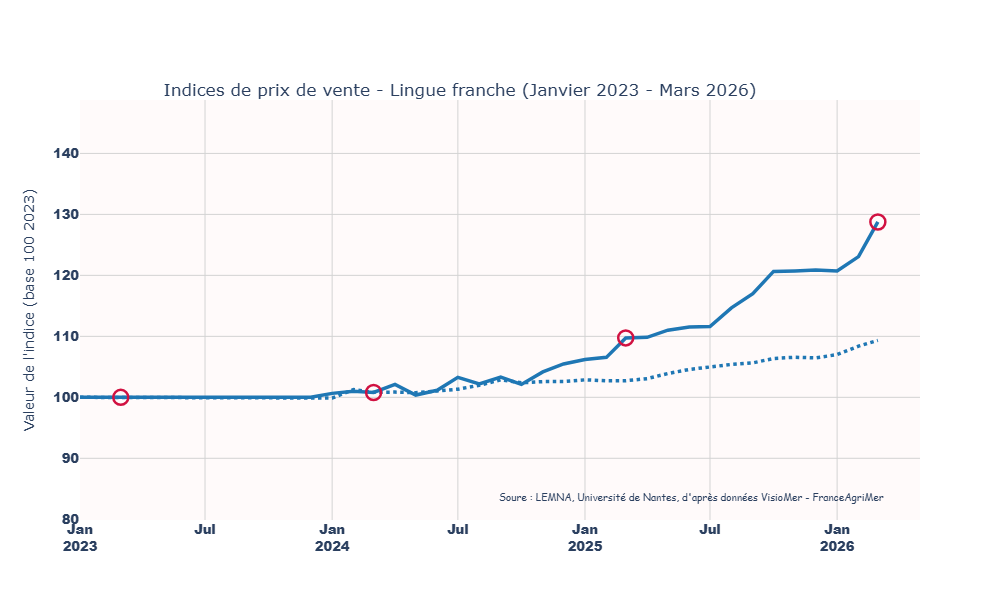 Indices de prix de vente - Lingue franche (Janvier 2023 - Mars 2026)
Valeur de l'indice (base 100 2023)
140
130
120
110
100
90
80
Soure : LEMNA, Université de Nantes, d'après données VisioMer - FranceAgriMer
Jan Jul Jan Jul Jan Jul Jan
2023 2024 2025 2026